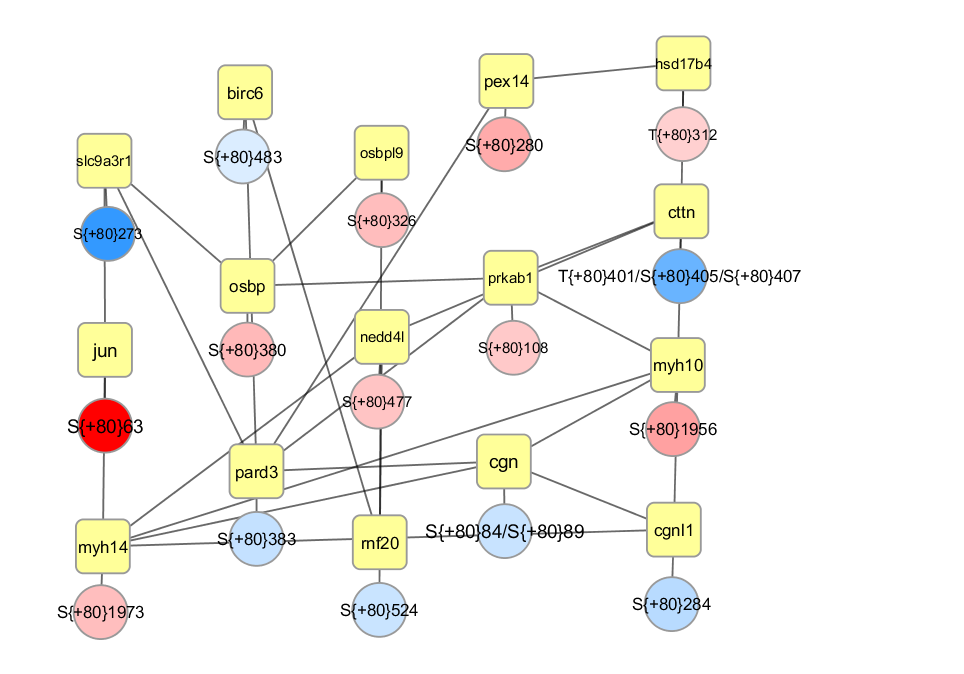 hsd17b4
pex14
birc6
T{+80}312
S{+80}280
osbpl9
S{+80}483
slc9a3r1
cttn
S{+80}326
S{+80}273
T{+80}401/S{+80}405/S{+80}407
prkab1
osbp
nedd4l
S{+80}108
S{+80}380
jun
myh10
S{+80}477
S{+80}63
S{+80}1956
cgn
pard3
S{+80}84/S{+80}89
cgnl1
S{+80}383
rnf20
myh14
S{+80}284
S{+80}524
S{+80}1973